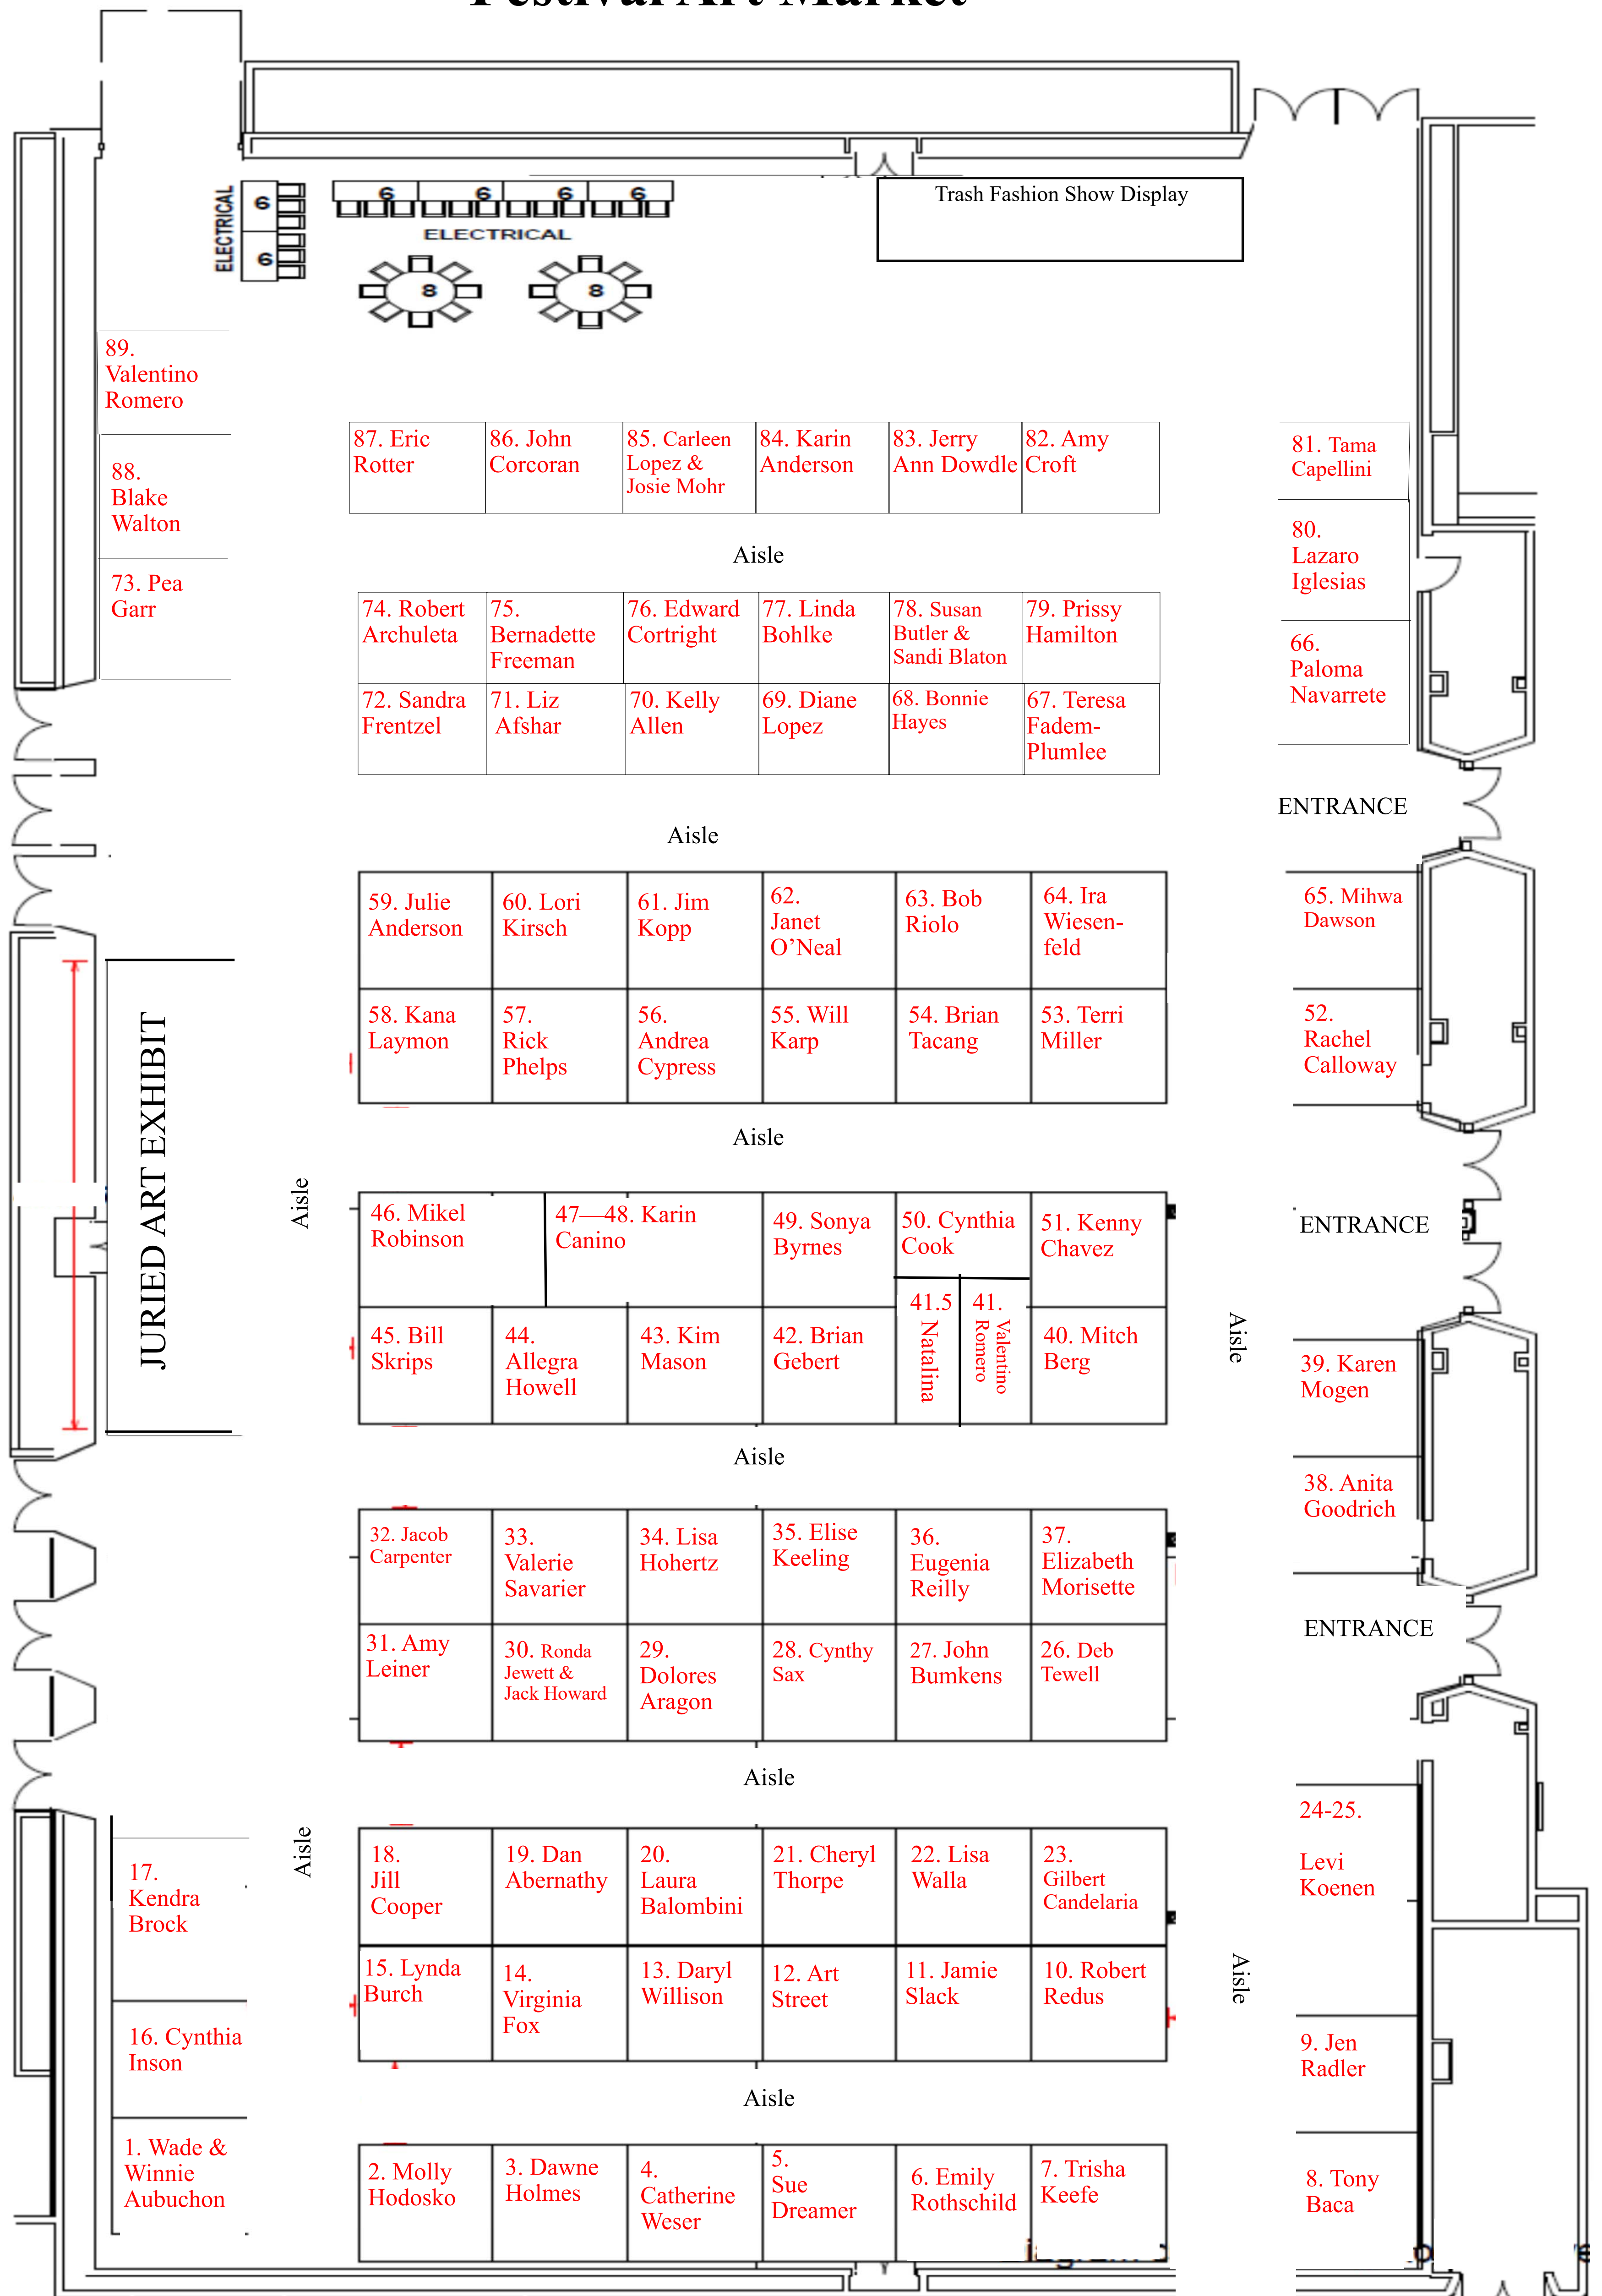 Festival Art Market
Trash Fashion Show Display
ELECTRICAL
6
6
6
6
6
6
ELECTRICAL
8
8
89.
Valentino
Romero
88.
Blake
Walton
73. Pea
Garr
87. Eric
Rotter
86. John
Corcoran
85. Carleen
Lopez &
Josie Mohr
84. Karin
Anderson
83. Jerry
Ann Dowdle
82. Amy
Croft
81. Tama
Capellini
80.
Lazaro
Iglesias
66.
Paloma
Navarrete
Aisle
74. Robert
Archuleta
75.
Bernadette
Freeman
76. Edward
Cortright
77. Linda
Bohlke
78. Susan
Butler &
Sandi Blaton
79. Prissy
Hamilton
72. Sandra
Frentzel
71. Liz
Afshar
70. Kelly
Allen
69. Diane
Lopez
68. Bonnie
Hayes
67. Teresa
Fadem-
Plumlee
ENTRANCE
Aisle
59. Julie
Anderson
60. Lori
Kirsch
61. Jim
Kopp
62.
Janet
O’Neal
63. Bob
Riolo
64. Ira
Wiesen-
feld
65. Mihwa
Dawson
58. Kana
Laymon
57.
Rick
Phelps
56.
Andrea
Cypress
55. Will
Karp
54. Brian
Tacang
53. Terri
Miller
52.
Rachel
Calloway
JURIED ART EXHIBIT
Aisle
Aisle
46. Mikel
Robinson
47—48. Karin
Canino
49. Sonya
Byrnes
50. Cynthia
Cook
51. Kenny
Chavez
ENTRANCE
45. Bill
Skrips
44.
Allegra
Howell
43. Kim
Mason
42. Brian
Gebert
41.5
Natalina
41.
Valentino
Romero
40. Mitch
Berg
Aisle
39. Karen
Mogen
38. Anita
Goodrich
Aisle
32. Jacob
Carpenter
33.
Valerie
Savarier
34. Lisa
Hohertz
35. Elise
Keeling
36.
Eugenia
Reilly
37.
Elizabeth
Morisette
ENTRANCE
31. Amy
Leiner
30. Ronda
Jewett &
Jack Howard
29.
Dolores
Aragon
28. Cynthy
Sax
27. John
Bumkens
26. Deb
Tewell
Aisle
24-25.
Levi
Koenen
17.
Kendra
Brock
Aisle
18.
Jill
Cooper
19. Dan
Abernathy
20.
Laura
Balombini
21. Cheryl
Thorpe
22. Lisa
Walla
23.
Gilbert
Candelaria
15. Lynda
Burch
14.
Virginia
Fox
13. Daryl
Willison
12. Art
Street
11. Jamie
Slack
10. Robert
Redus
Aisle
16. Cynthia
Inson
9. Jen
Radler
Aisle
1. Wade &
Winnie
Aubuchon
2. Molly
Hodosko
3. Dawne
Holmes
4.
Catherine
Weser
5.
Sue
Dreamer
6. Emily
Rothschild
7. Trisha
Keefe
8. Tony
Baca